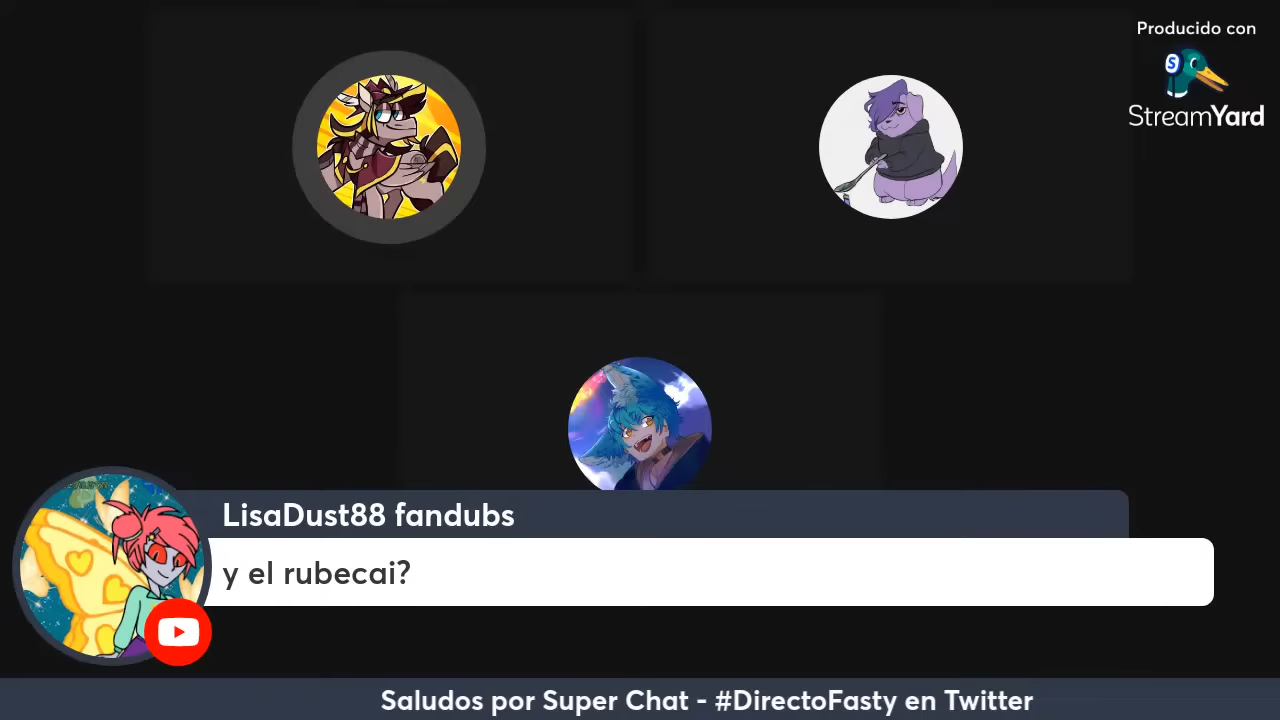 Producido con
StreamYard
LisaDust88 fandubs
y el rubecai?
Saludos por Super Chat - #DirectoFasty en Twitter